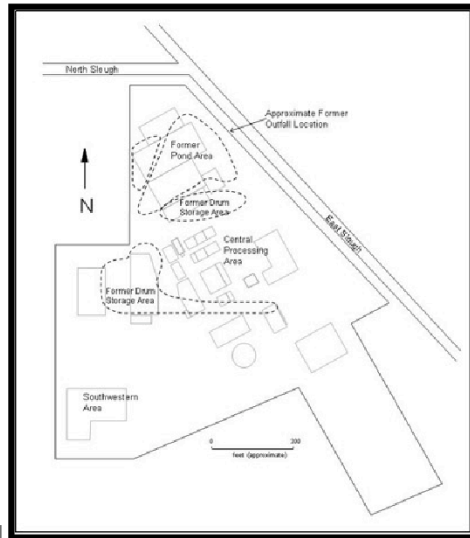 North Slough
Approximate Former
Outfall Location
Former
Pond Area
N
Former Drum
Storage Area
East Slough
Central
Processing
Area
Former Drum
Storage Area
Southwestern
Area
0 200
feet (approximate)